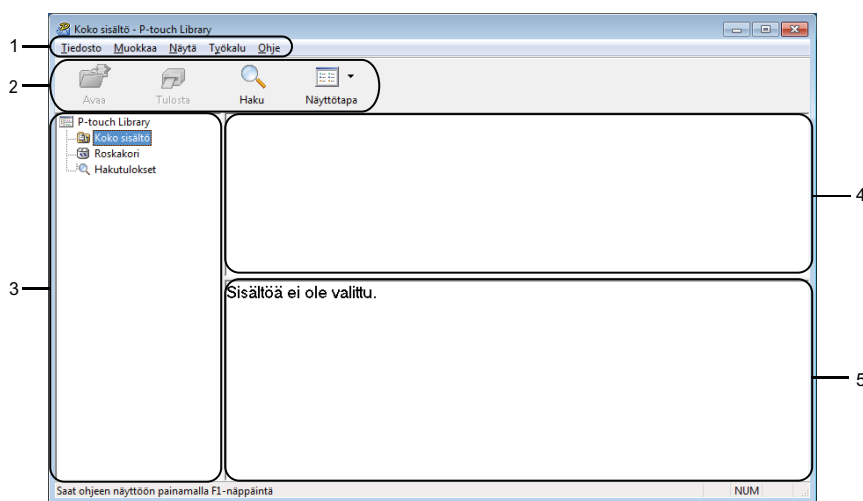 Koko sisältö - P-touch Library
1
Tiedosto Muokkaa Näytä Työkalu Ohje
2
Avaa Tulosta Haku Näyttötapa
P-touch Library
Koko sisältö
Roskakori
Hakutulokset
4
3
Sisältöä ei ole valittu.
5
Saat ohjeen näyttöön painamalla F1-näppäintä NUM